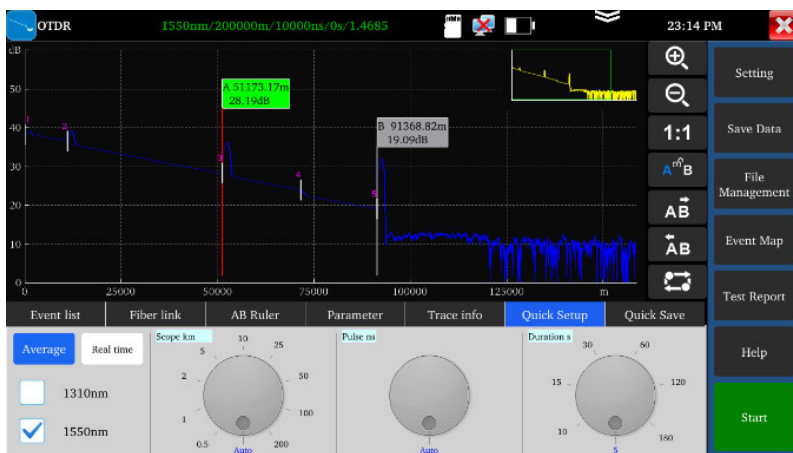 OTDR
1550nm/200000m/10000ns/0s/1.4685
23:14 PM
dB
50
40
30
20
10
0
A 51173.17m
28.19dB
B 91368.82m
19.09dB
1
2
3
4
5
0 25000 50000 75000 100000 125000 m
1:1
A B
AB
AB
Setting
Save Data
File
Management
Event Map
Test Report
Help
Start
Event list
Fiber link
AB Ruler
Parameter
Trace info
Quick Setup
Quick Save
Average
Real time
1310nm
1550nm
Scope km
0.5
1
2
5
10
25
50
100
200
Auto
Pulse ns
Auto
Duration s
10
15
30
60
120
180
5